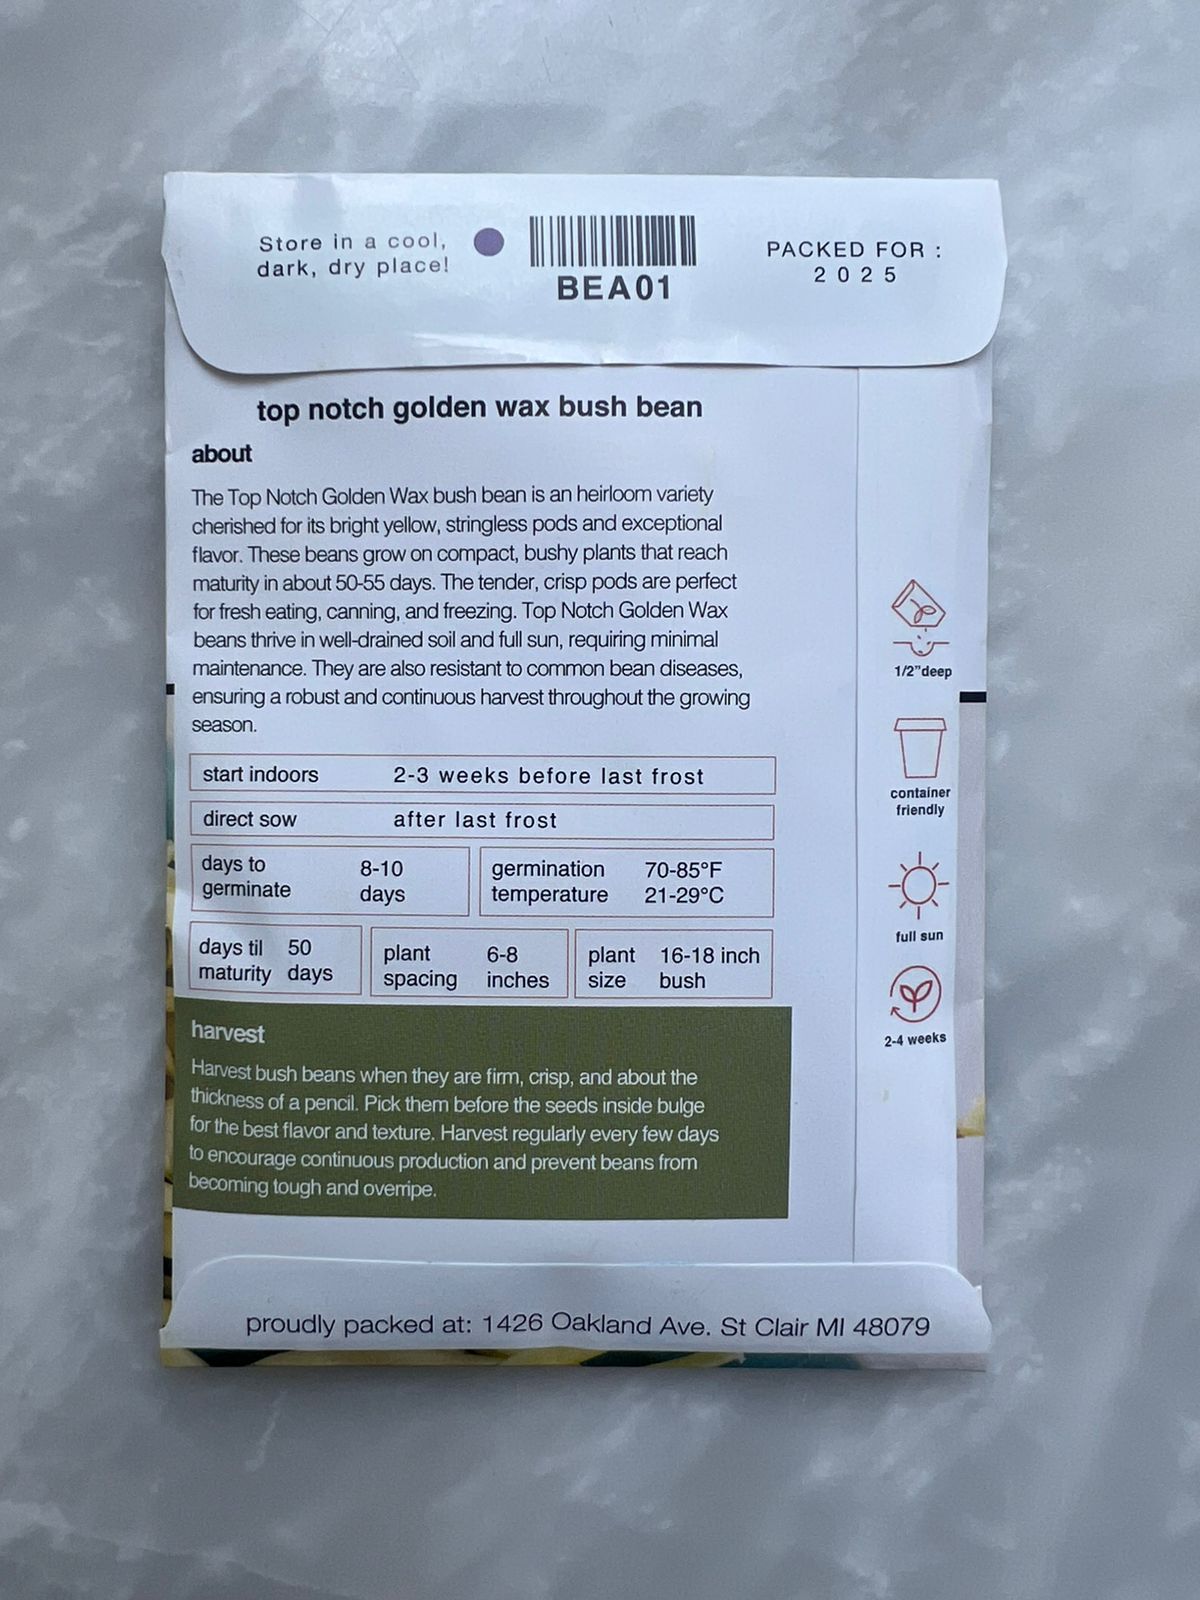 Store in a cool,
dark, dry place!
BEA01
PACKED FOR :
2025
top notch golden wax bush bean
about
The Top Notch Golden Wax bush bean is an heirloom variety
cherished for its bright yellow, stringless pods and exceptional
flavor. These beans grow on compact, bushy plants that reach
maturity in about 50-55 days. The tender, crisp pods are perfect
for fresh eating, canning, and freezing. Top Notch Golden Wax
beans thrive in well-drained soil and full sun, requiring minimal
maintenance. They are also resistant to common bean diseases,
ensuring a robust and continuous harvest throughout the growing
season.
start indoors 2-3 weeks before last frost
direct sow after last frost
days to 8-10
germinate days
germination 70-85°F
temperature 21-29°C
days til 50
maturity days
plant 6-8
spacing inches
plant 16-18 inch
size bush
harvest
Harvest bush beans when they are firm, crisp, and about the
thickness of a pencil. Pick them before the seeds inside bulge
for the best flavor and texture. Harvest regularly every few days
to encourage continuous production and prevent beans from
becoming tough and overripe.
1/2"deep
container
friendly
full sun
2-4 weeks
proudly packed at: 1426 Oakland Ave. St Clair MI 48079